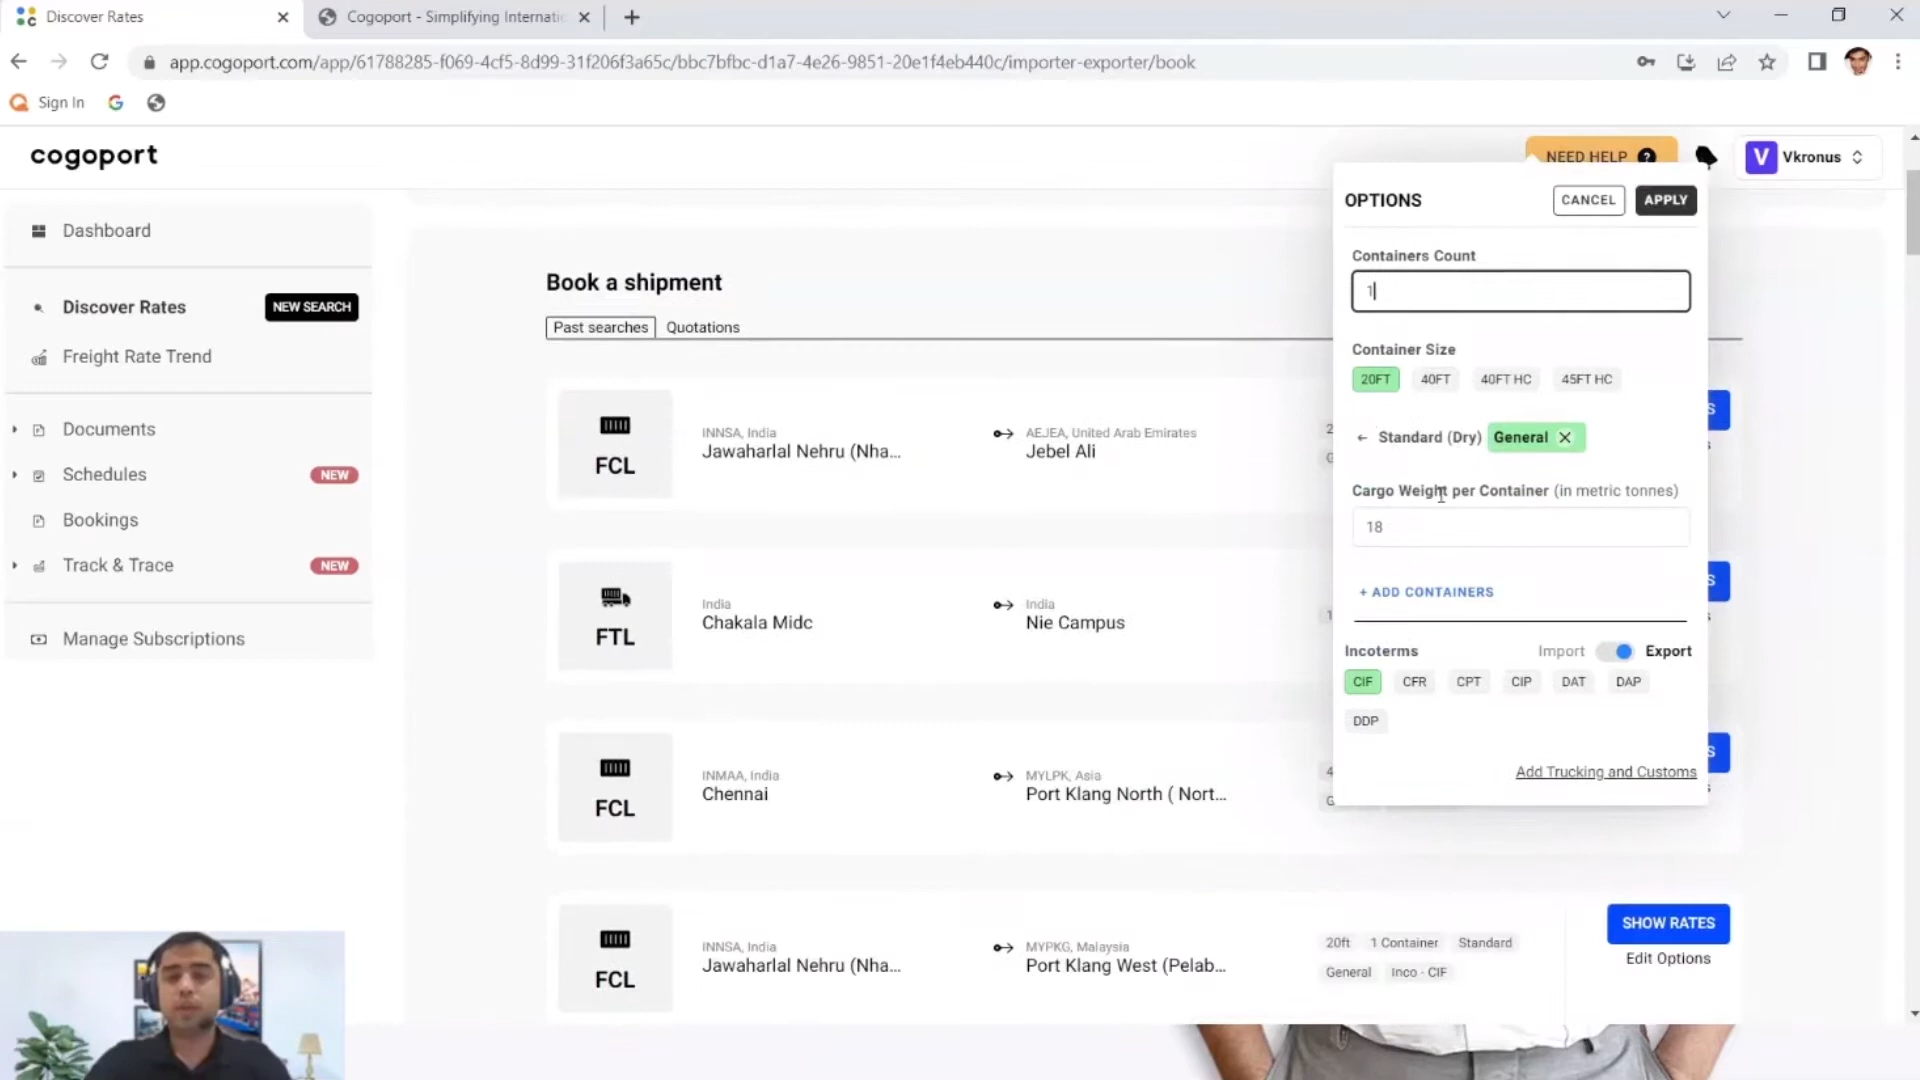 Discover Rates
Cogoport - Simplifying Internati
app.cogoport.com/app/61788285-f069-4cf5-8d99-31f206f3a65c/bbc7bfbc-d1a7-4e26-9851-20e1f4eb440c/importer-exporter/book
Sign In
cogoport
NEED HELP ?
V Vkronus
Dashboard
Discover Rates NEW SEARCH
Freight Rate Trend
Documents
Schedules NEW
Bookings
Track & Trace NEW
Manage Subscriptions
Book a shipment
Past searches Quotations
FCL
INNSA, India
Jawaharlal Nehru (Nha...
AEJEA, United Arab Emirates
Jebel Ali
FTL
India
Chakala Midc
India
Nie Campus
FCL
INMAA, India
Chennai
MYLPK, Asia
Port Klang North ( Nort...
FCL
INNSA, India
Jawaharlal Nehru (Nha...
MYPKG, Malaysia
Port Klang West (Pelab...
20ft 1 Container Standard
General Inco - CIF
SHOW RATES
Edit Options
OPTIONS CANCEL APPLY
Containers Count
1
Container Size
20FT 40FT 40FT HC 45FT HC
Standard (Dry) General
Cargo Weight per Container (in metric tonnes)
18
+ ADD CONTAINERS
Incoterms Import Export
CIF CFR CPT CIP DAT DAP
DDP
Add Trucking and Customs